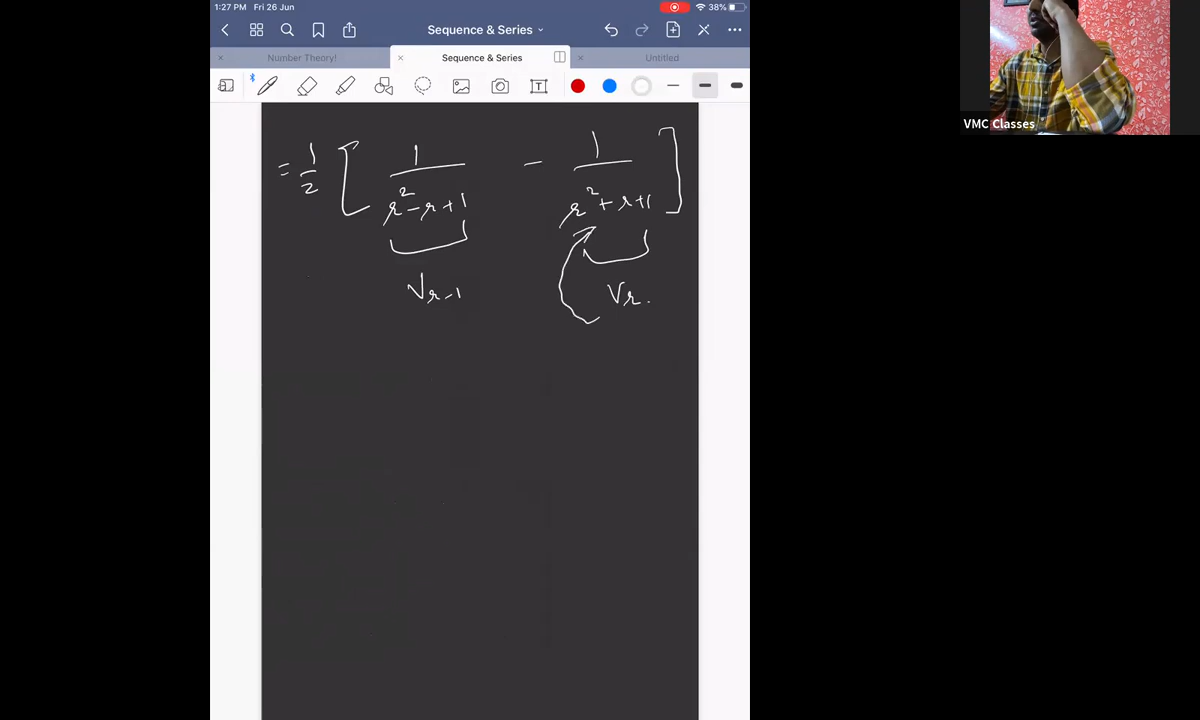 1:27 PM Fri 26 Jun 38%
Sequence & Series
Number Theory! Sequence & Series Untitled
= 1/2 [ 1/(r² - r + 1) - 1/(r² + r + 1) ]
V_{r-1} V_r.
VMC Classes